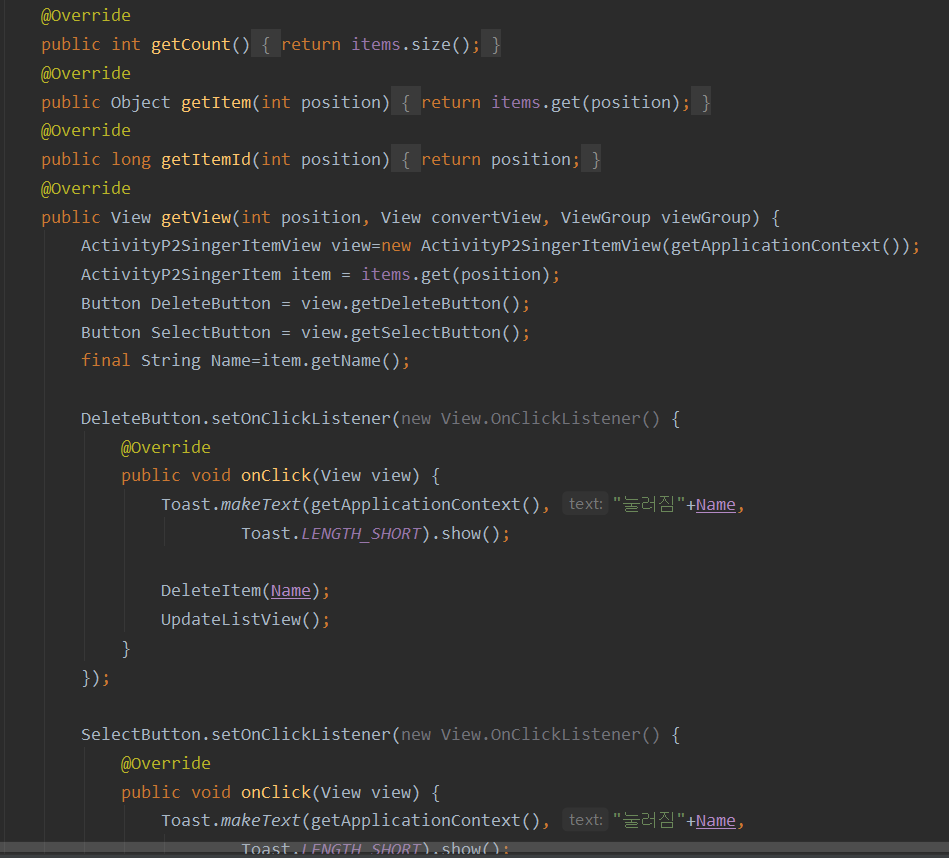 @Override
public int getCount() { return items.size(); }
@Override
public Object getItem(int position) { return items.get(position); }
@Override
public long getItemId(int position) { return position; }
@Override
public View getView(int position, View convertView, ViewGroup viewGroup) {
ActivityP2SingerItemView view=new ActivityP2SingerItemView(getApplicationContext());
ActivityP2SingerItem item = items.get(position);
Button DeleteButton = view.getDeleteButton();
Button SelectButton = view.getSelectButton();
final String Name=item.getName();
DeleteButton.setOnClickListener(new View.OnClickListener() {
@Override
public void onClick(View view) {
Toast.makeText(getApplicationContext(), text: "눌러짐"+Name,
Toast.LENGTH_SHORT).show();
DeleteItem(Name);
UpdateListView();
}
});
SelectButton.setOnClickListener(new View.OnClickListener() {
@Override
public void onClick(View view) {
Toast.makeText(getApplicationContext(), text: "눌러짐"+Name,
Toast.LENGTH_SHORT).show();